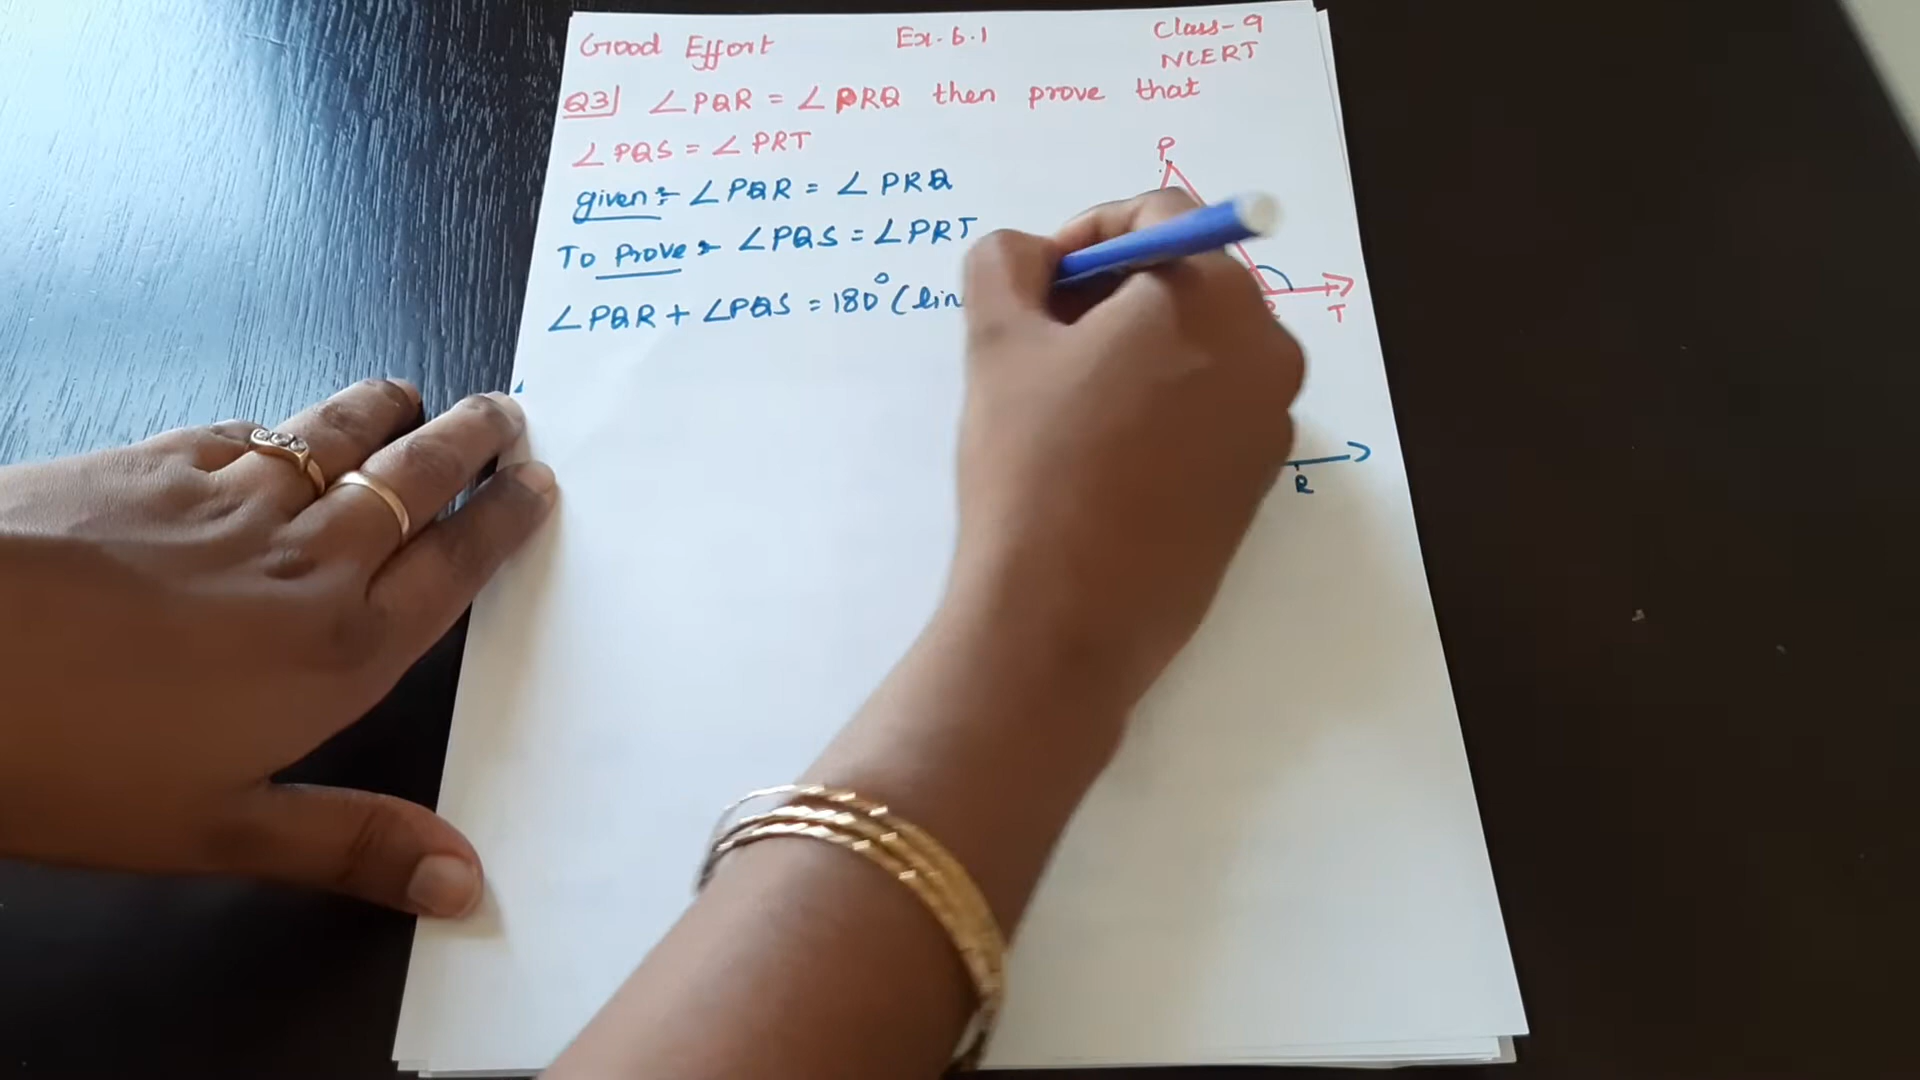 Good Effort Ex. 6.1 Class-9
NCERT
Q3) ∠PQR = ∠PRQ then prove that
∠PQS = ∠PRT
given:- ∠PQR = ∠PRQ
To Prove:- ∠PQS = ∠PRT
∠PQR + ∠PQS = 180° (lin
P
T
R